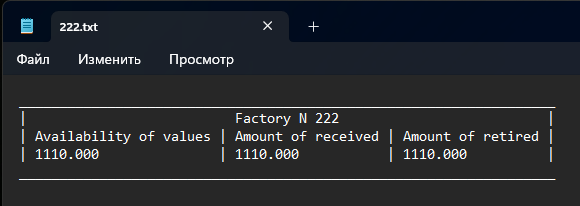 222.txt
Файл Изменить Просмотр
Factory N 222
| Availability of values | Amount of received | Amount of retired |
| 1110.000 | 1110.000 | 1110.000 |